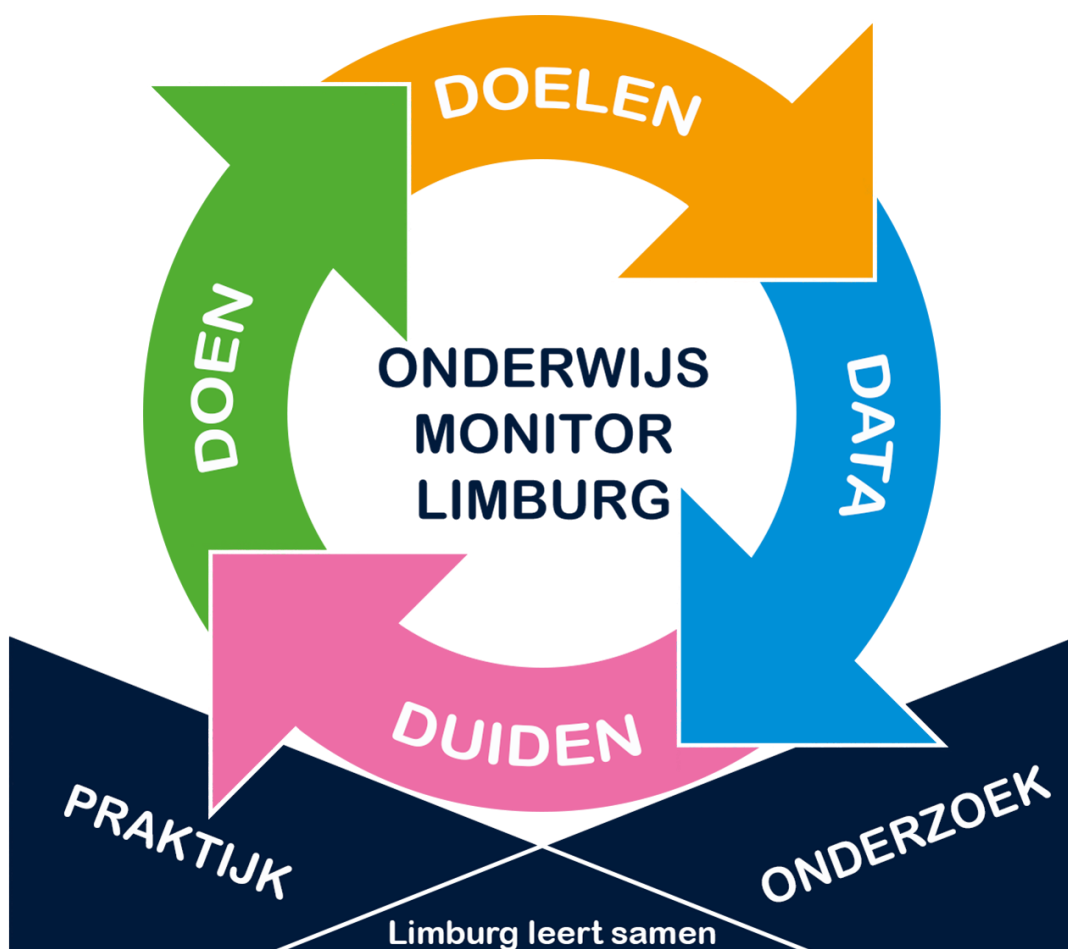 DOELEN
DATA
DUIDEN
DOEN
ONDERWIJS
MONITOR
LIMBURG
PRAKTIJK
ONDERZOEK
Limburg leert samen